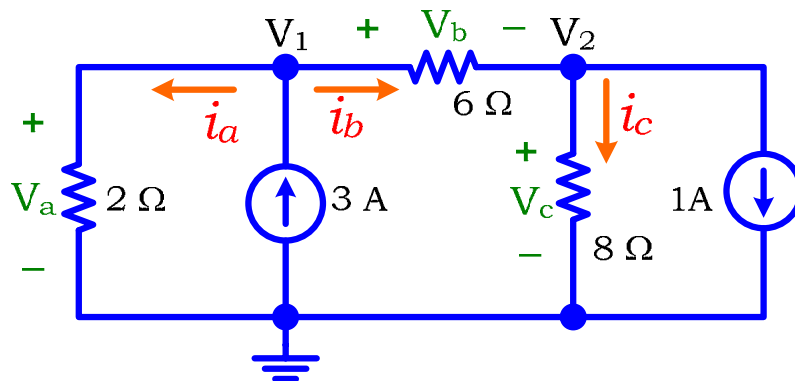 V1 + Vb − V2
6 Ω
ia ib ic
+ +
Va 2 Ω 3 A Vc 1A
− − 8 Ω